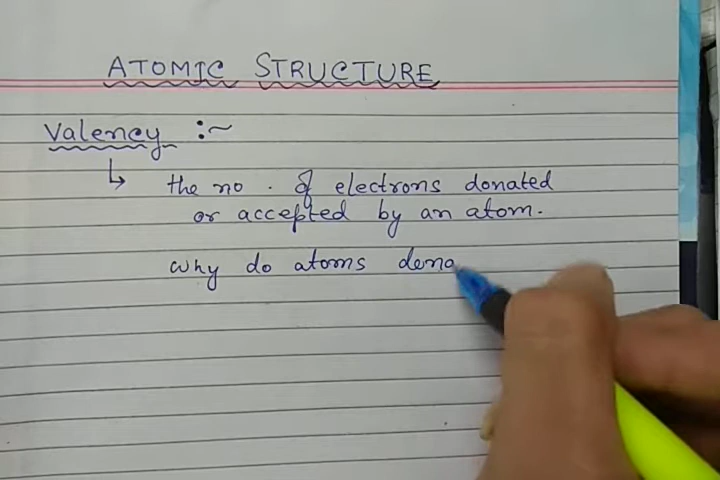 ATOMIC STRUCTURE
Valency :~
↳ the no. of electrons donated
or accepted by an atom.
Why do atoms dona